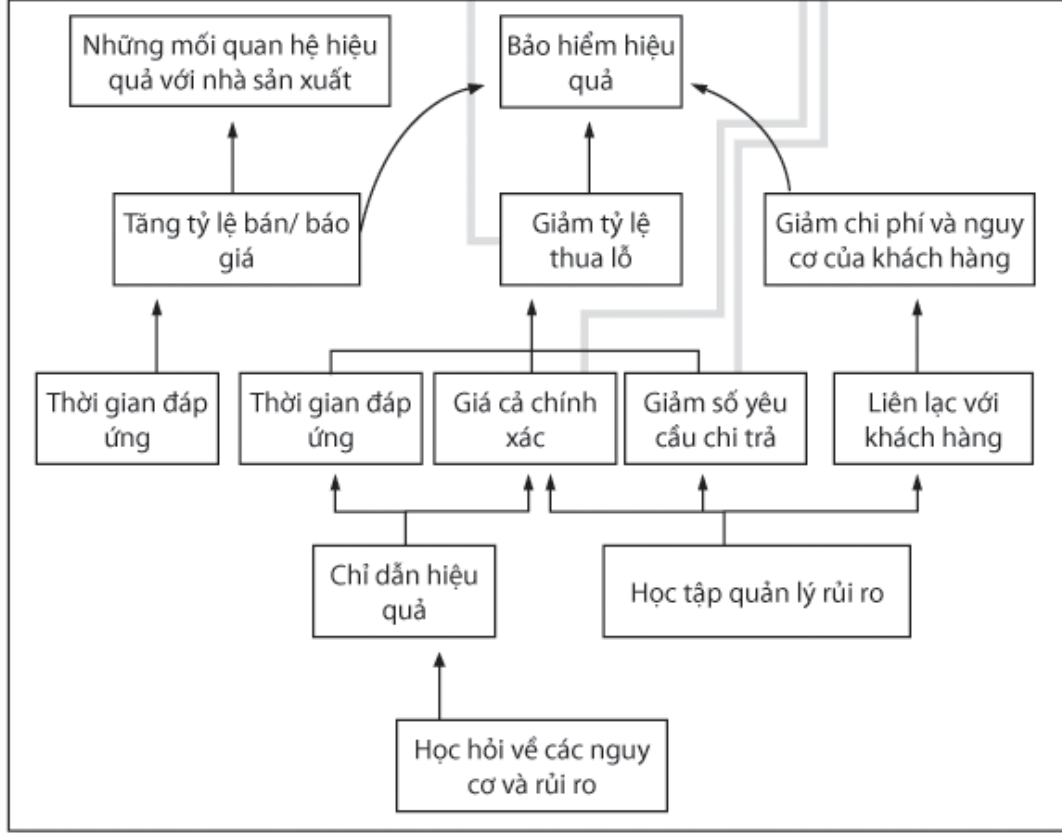 Những mối quan hệ hiệu
quả với nhà sản xuất
Bảo hiểm hiệu
quả
Tăng tỷ lệ bán/ báo
giá
Giảm tỷ lệ
thua lỗ
Giảm chi phí và nguy
cơ của khách hàng
Thời gian đáp
ứng
Thời gian đáp
ứng
Giá cả chính
xác
Giảm số yêu
cầu chi trả
Liên lạc với
khách hàng
Chỉ dẫn hiệu
quả
Học tập quản lý rủi ro
Học hỏi về các nguy
cơ và rủi ro